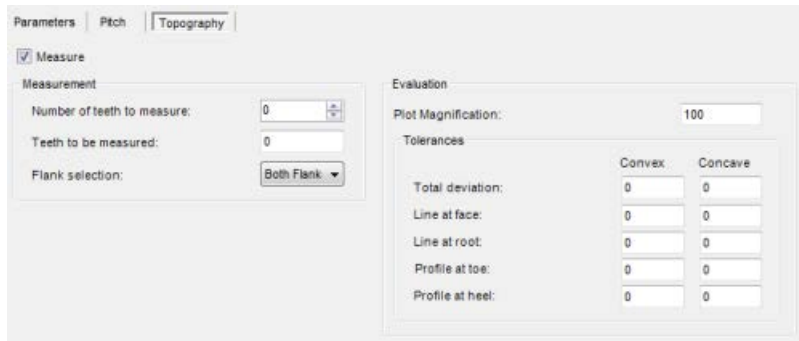 Parameters Pitch Topography
Measure
Measurement
Number of teeth to measure: 0
Teeth to be measured: 0
Flank selection: Both Flank
Evaluation
Plot Magnification: 100
Tolerances
Convex Concave
Total deviation: 0 0
Line at face: 0 0
Line at root: 0 0
Profile at toe: 0 0
Profile at heel: 0 0